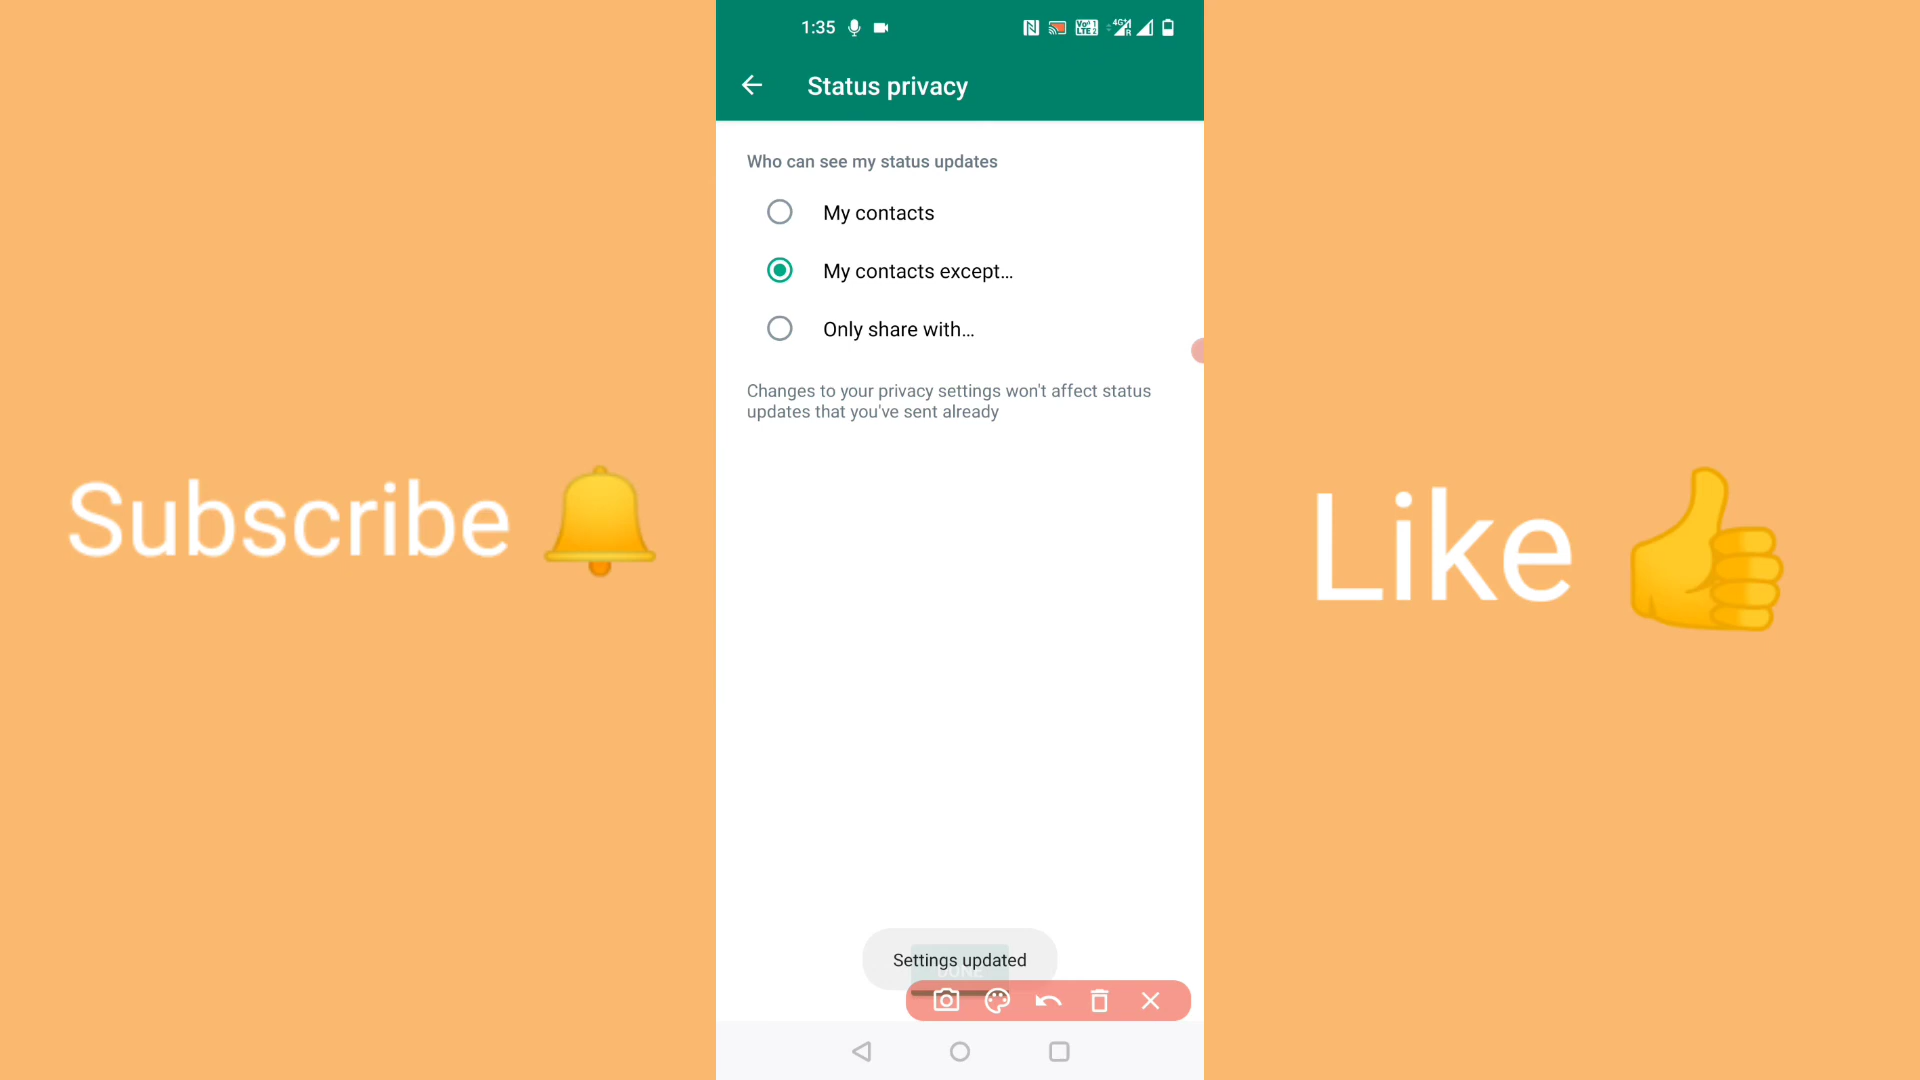 1:35
Status privacy
Who can see my status updates
My contacts
My contacts except...
Only share with...
Changes to your privacy settings won't affect status
updates that you've sent already
Subscribe
Like
Settings updated